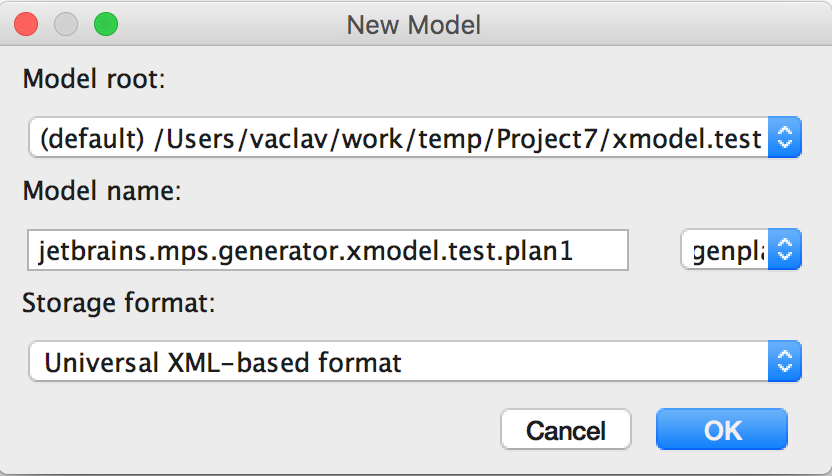 New Model
Model root:
(default) /Users/vaclav/work/temp/Project7/xmodel.test
Model name:
jetbrains.mps.generator.xmodel.test.plan1 genpla
Storage format:
Universal XML-based format
Cancel OK